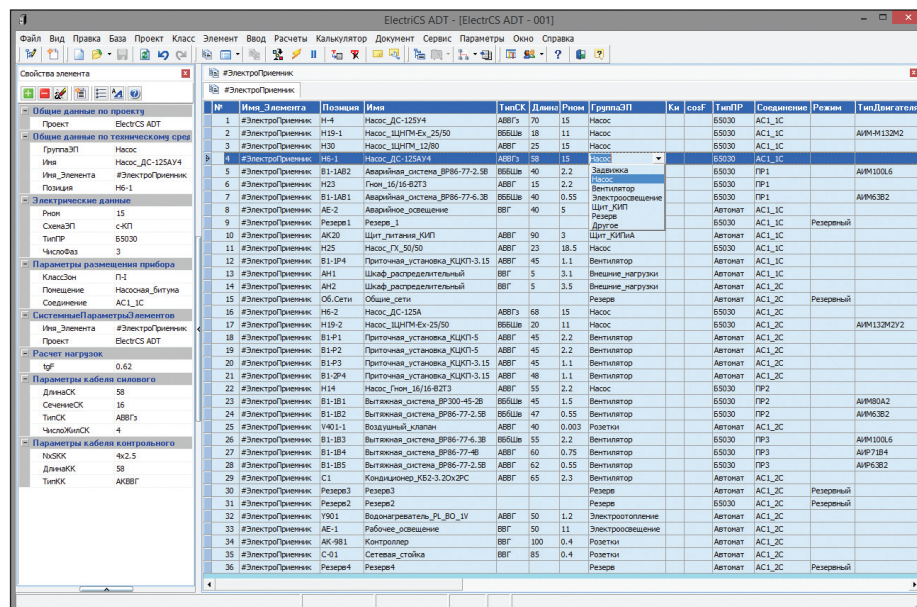 ElectriCS ADT - [ElectrCS ADT - 001]
Файл Вид Правка База Проект Класс Элемент Ввод Расчеты Калькулятор Документ Сервис Параметры Окно Справка
Свойства элемента
Общие данные по проекту
Проект ElectrCS ADT
Общие данные по техническому сред
ГруппаЭП Насос
Имя Насос_ДС-125АУ4
Имя_Элемента #ЭлектроПриемник
Позиция Н6-1
Электрические данные
Рном 15
СхемаЭП с-КП
ТипПР Б5030
ЧислоФаз 3
Параметры размещения прибора
КлассЗон П-I
Помещение Насосная_битума
Соединение АС1_1С
СистемныеПараметрыЭлементов
Имя_Элемента #ЭлектроПриемник
Проект ElectrCS ADT
Расчет нагрузок
tgF 0.62
Параметры кабеля силового
ДлинаСК 58
СечениеСК 16
ТипСК АВВГз
ЧислоЖилСК 4
Параметры кабеля контрольного
NxSКК 4x2.5
ДлинаКК 58
ТипКК АКВВГ
#ЭлектроПриемник
#ЭлектроПриемник
№ Имя_Элемента Позиция Имя ТипСК Длина Рном ГруппаЭП Ки cosF ТипПР Соединение Режим ТипДвигателя
1 #ЭлектроПриемник Н-4 Насос_ДС-125У4 АВВГз 70 15 Насос Б5030 АС1_1С
2 #ЭлектроПриемник Н19-1 Насос_1ЦНГМ-Ех_25/50 ВБбШв 18 11 Насос Б5030 АС1_1С АИМ-М132М2
3 #ЭлектроПриемник Н30 Насос_1ЦНГМ_12/80 АВВГ 25 15 Насос Б5030 АС1_1С
4 #ЭлектроПриемник Н6-1 Насос_ДС-125АУ4 АВВГз 58 15 Насос Б5030 АС1_1С
5 #ЭлектроПриемник В1-1АВ2 Аварийная_система_ВР86-77-2.5В ВБбШв 40 2.2 Задвижка Б5030 ПР1 АИМ100L6
6 #ЭлектроПриемник Н23 Гном_16/16-В2Т3 АВВГ 15 2.2 Насос Б5030 ПР1
Вентилятор
7 #ЭлектроПриемник В1-1АВ1 Аварийная_система_ВР86-77-6.3В ВБбШв 40 0.55 Электроосвещение Б5030 ПР1 АИМ63В2
8 #ЭлектроПриемник АЕ-2 Аварийное_освещение ВВГ 40 5 Щит_КИП Автомат АС1_1С
Резерв
9 #ЭлектроПриемник Резерв1 Резерв_1 Другое Б5030 АС1_1С Резервный
10 #ЭлектроПриемник АК20 Щит_питания_КИП АВВГ 90 3 Щит_КИПиА Автомат АС1_1С
11 #ЭлектроПриемник Н25 Насос_ГХ_50/50 АВВГ 23 18.5 Насос Б5030 АС1_1С
12 #ЭлектроПриемник В1-1Р4 Приточная_установка_КЦКП-3.15 АВВГ 45 1.1 Вентилятор Автомат АС1_1С
13 #ЭлектроПриемник АН1 Шкаф_распределительный ВВГ 5 3.1 Внешние_нагрузки Автомат АС1_1С
14 #ЭлектроПриемник АН2 Шкаф_распределительный ВВГ 5 3.5 Внешние_нагрузки Автомат АС1_2С
15 #ЭлектроПриемник Об.Сети Общие_сети Резерв Автомат АС1_2С Резервный
16 #ЭлектроПриемник Н6-2 Насос_ДС-125А АВВГз 68 15 Насос Б5030 АС1_2С
17 #ЭлектроПриемник Н19-2 Насос_1ЦНГМ-Ех-25/50 ВБбШв 20 11 Насос Б5030 АС1_2С АИМ132М2У2
18 #ЭлектроПриемник В1-Р1 Приточная_установка_КЦКП-5 АВВГ 45 2.2 Вентилятор Автомат АС1_2С
19 #ЭлектроПриемник В1-Р2 Приточная_установка_КЦКП-5 АВВГ 45 2.2 Вентилятор Автомат АС1_2С
20 #ЭлектроПриемник В1-Р3 Приточная_установка_КЦКП-3.15 АВВГ 45 1.1 Вентилятор Автомат АС1_2С
21 #ЭлектроПриемник В1-2Р4 Приточная_установка_КЦКП-3.15 АВВГ 48 1.1 Вентилятор Автомат АС1_2С
22 #ЭлектроПриемник Н14 Насос_Гном_16/16-В2Т3 АВВГ 55 2.2 Насос Б5030 ПР2
23 #ЭлектроПриемник В1-1В1 Вытяжная_система_ВР300-45-2В ВБбШв 45 1.5 Вентилятор Б5030 ПР2 АИМ80А2
24 #ЭлектроПриемник В1-1В2 Вытяжная_система_ВР86-77-2.5В ВБбШв 47 0.55 Вентилятор Б5030 ПР2 АИМ63В2
25 #ЭлектроПриемник У401-1 Воздушный_клапан АВВГ 40 0.003 Розетки Автомат АС1_2С
26 #ЭлектроПриемник В1-1В3 Вытяжная_система_ВР86-77-6.3В ВБбШв 55 2.2 Вентилятор Б5030 ПР3 АИМ100L6
27 #ЭлектроПриемник В1-1В4 Вытяжная_система_ВР86-77-4В АВВГ 60 0.75 Вентилятор Б5030 ПР3 АИР71В4
28 #ЭлектроПриемник В1-1В5 Вытяжная_система_ВР86-77-2.5В АВВГ 62 0.55 Вентилятор Б5030 ПР3 АИР63В2
29 #ЭлектроПриемник С1 Кондиционер_КБ2-3.2Ох2РС АВВГ 65 2.3 Вентилятор Автомат АС1_2С
30 #ЭлектроПриемник Резерв3 Резерв3 Резерв Автомат АС1_2С Резервный
31 #ЭлектроПриемник Резерв2 Резерв2 Резерв Б5030 АС1_2С Резервный
32 #ЭлектроПриемник У901 Водонагреватель_PL_BO_1V АВВГ 50 1.2 Электроотопление Автомат АС1_2С
33 #ЭлектроПриемник АЕ-1 Рабочее_освещение ВВГ 50 11 Электроосвещение Автомат АС1_2С
34 #ЭлектроПриемник АК-981 Контроллер ВВГ 100 0.4 Розетки Автомат АС1_2С
35 #ЭлектроПриемник С-01 Сетевая_стойка ВВГ 85 0.4 Розетки Автомат АС1_2С
36 #ЭлектроПриемник Резерв4 Резерв4 Резерв Автомат АС1_2С Резервный